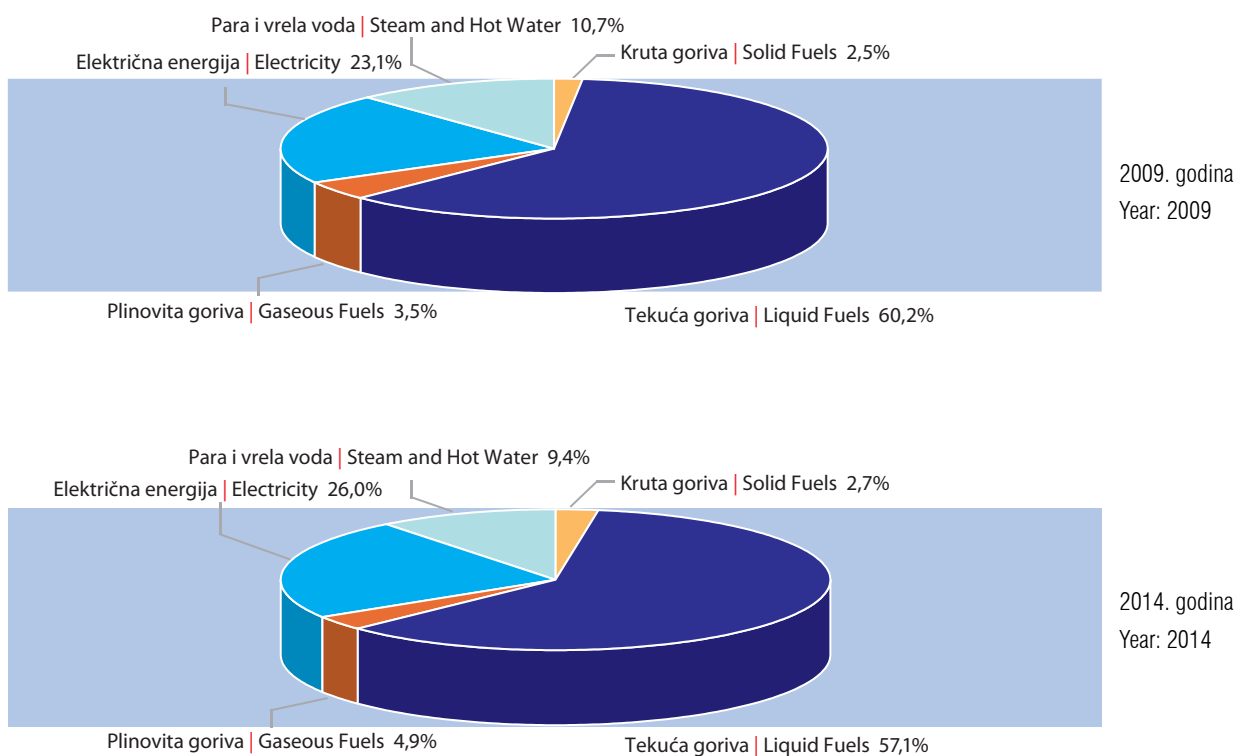 Para i vrela voda | Steam and Hot Water 10,7%
Električna energija | Electricity 23,1%
Kruta goriva | Solid Fuels 2,5%
2009. godina
Year: 2009
Plinovita goriva | Gaseous Fuels 3,5%
Tekuća goriva | Liquid Fuels 60,2%
Para i vrela voda | Steam and Hot Water 9,4%
Električna energija | Electricity 26,0%
Kruta goriva | Solid Fuels 2,7%
2014. godina
Year: 2014
Plinovita goriva | Gaseous Fuels 4,9%
Tekuća goriva | Liquid Fuels 57,1%